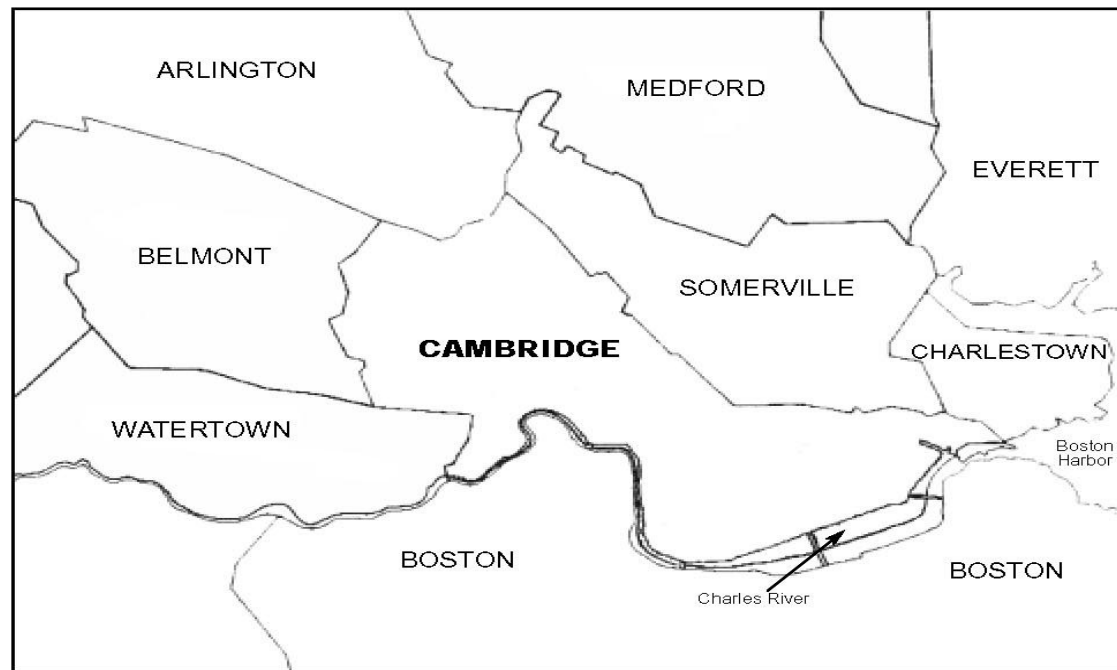 ARLINGTON
MEDFORD
EVERETT
BELMONT
SOMERVILLE
CAMBRIDGE
CHARLESTOWN
WATERTOWN
Boston
Harbor
BOSTON
BOSTON
Charles River